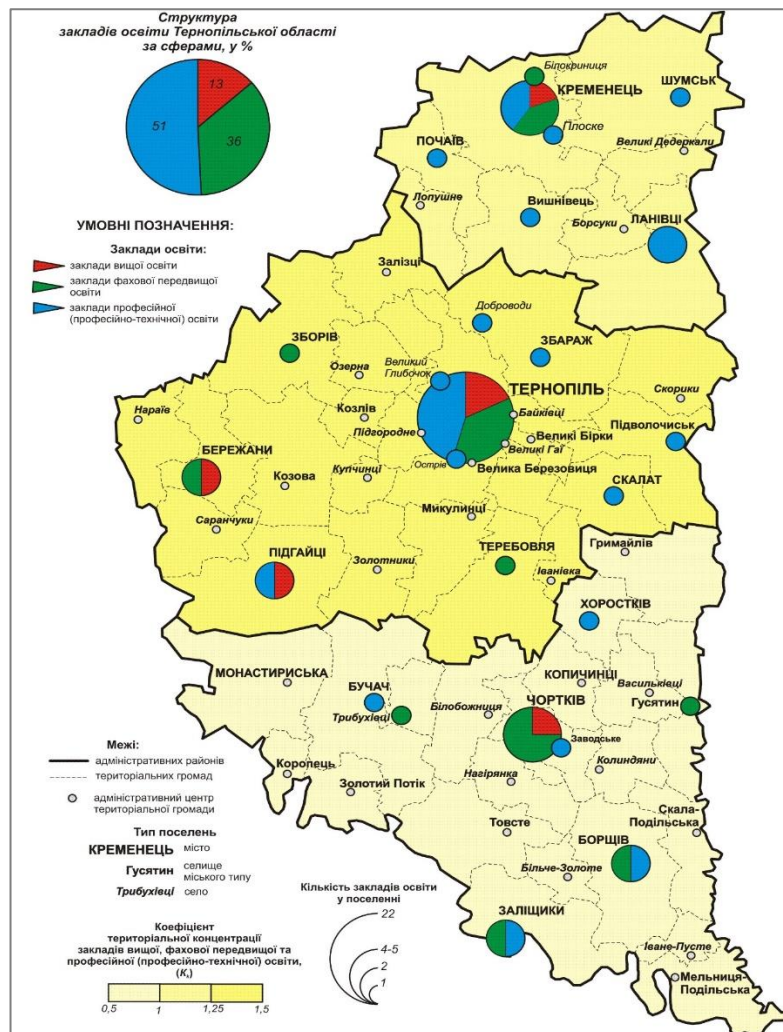 Структура
закладів освіти Тернопільської області
за сферами, у %
13
51
36
УМОВНІ ПОЗНАЧЕННЯ:
Заклади освіти:
заклади вищої освіти
заклади фахової передвищої
освіти
заклади професійної
(професійно-технічної) освіти
Білокриниця
КРЕМЕНЕЦЬ
ШУМСЬК
Плоске
ПОЧАЇВ
Великі Дедеркали
Лопушне
Вишнівець
Борсуки
ЛАНІВЦІ
Залізці
Доброводи
ЗБОРІВ
ЗБАРАЖ
Озерна
Великий
Глибочок
ТЕРНОПІЛЬ
Скорики
Нараїв
Козлів
Байківці
Підгородне
Великі Бірки
Підволочиськ
Великі Гаї
БЕРЕЖАНИ
Козова
Купчинці
Острів
Велика Березовиця
СКАЛАТ
Микулинці
Саранчуки
Гримайлів
ПІДГАЙЦІ
Золотники
ТЕРЕБОВЛЯ
Іванівка
ХОРОСТКІВ
МОНАСТИРИСЬКА
КОПИЧИНЦІ
Васильківці
БУЧАЧ
Білобожниця
ЧОРТКІВ
Гусятин
Трибухівці
Заводське
Коропець
Золотий Потік
Нагірянка
Колиндяни
Товсте
Скала-
Подільська
БОРЩІВ
Більче-Золоте
ЗАЛІЩИКИ
Іване-Пусте
Мельниця-
Подільська
Межі:
адміністративних районів
територіальних громад
адміністративний центр
територіальної громади
Тип поселень
КРЕМЕНЕЦЬ місто
Гусятин селище
міського типу
Трибухівці село
Кількість закладів освіти
у поселенні
22
4-5
2
1
Коефіцієнт
територіальної концентрації
закладів вищої, фахової передвищої та
професійної (професійно-технічної) освіти,
(Kₖ)
0,5 1 1,25 1,5